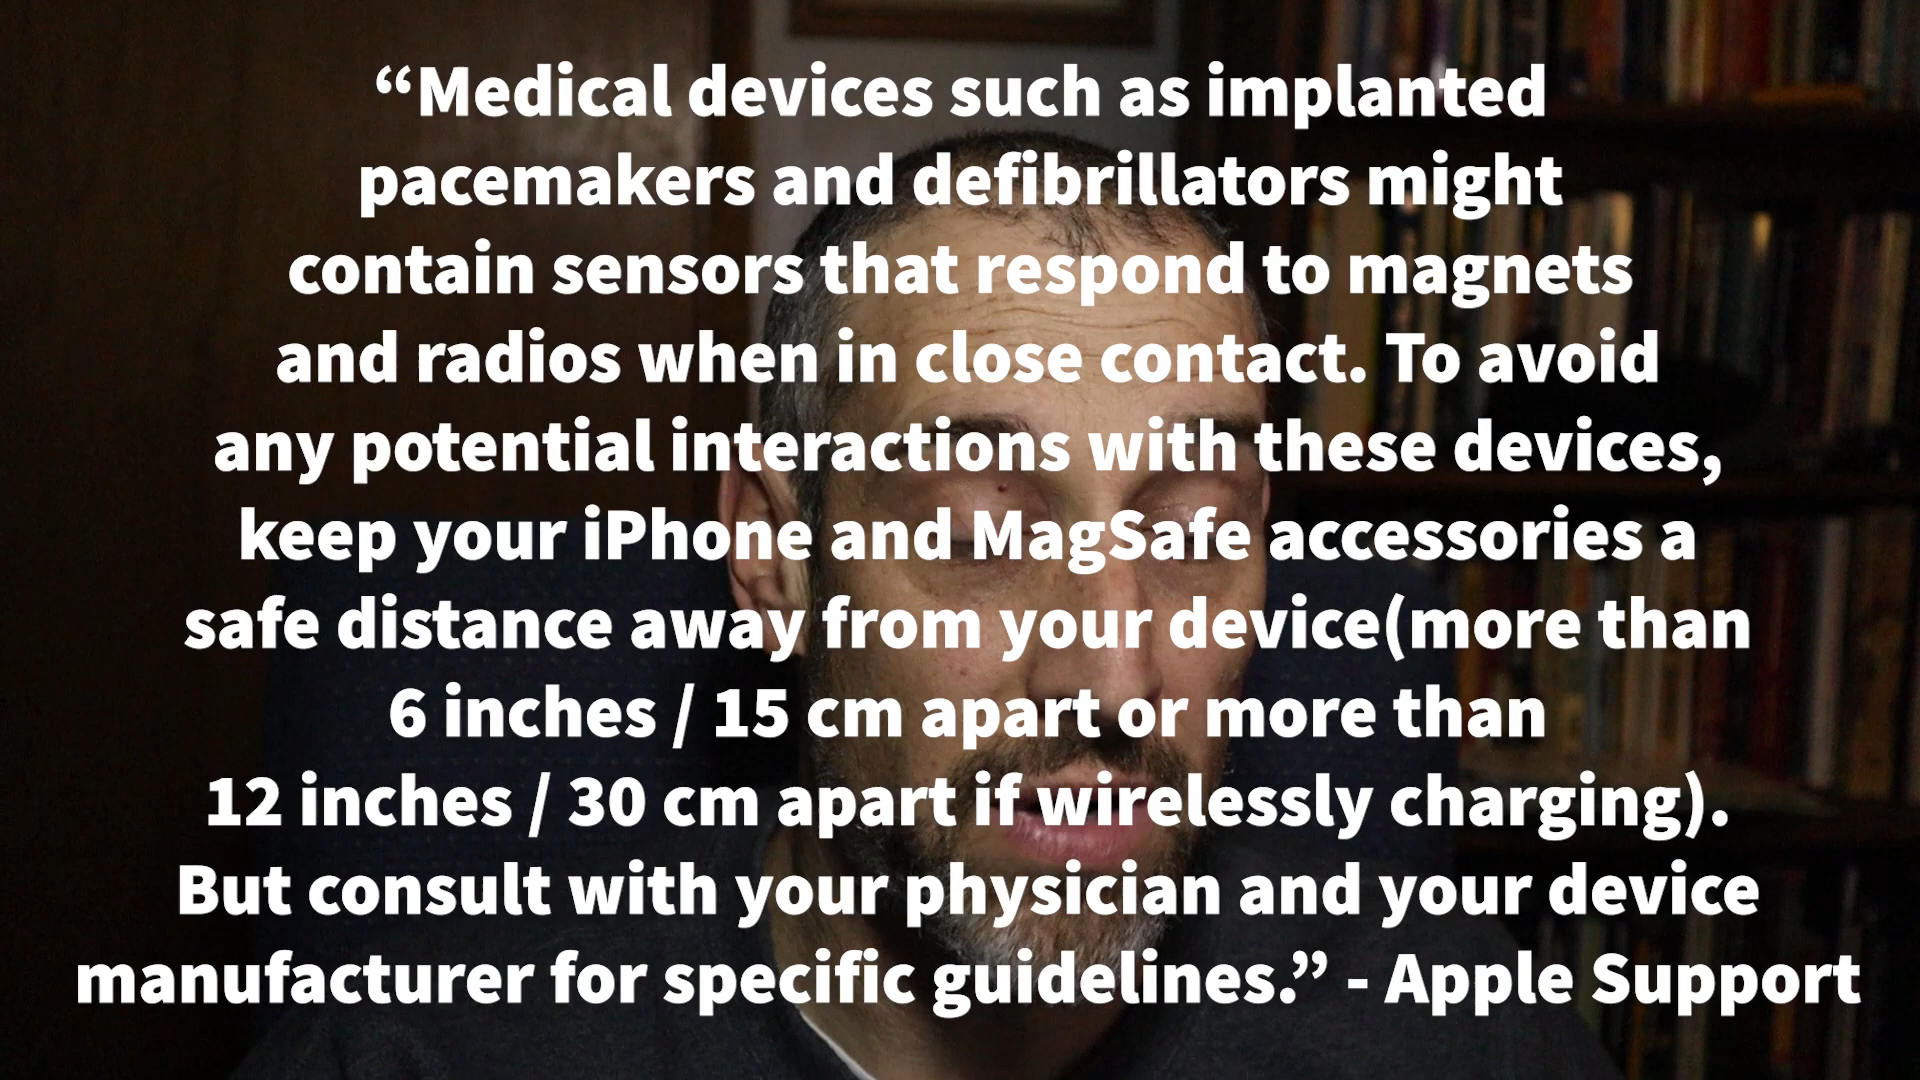 “Medical devices such as implanted
pacemakers and defibrillators might
contain sensors that respond to magnets
and radios when in close contact. To avoid
any potential interactions with these devices,
keep your iPhone and MagSafe accessories a
safe distance away from your device(more than
6 inches / 15 cm apart or more than
12 inches / 30 cm apart if wirelessly charging).
But consult with your physician and your device
manufacturer for specific guidelines.” - Apple Support